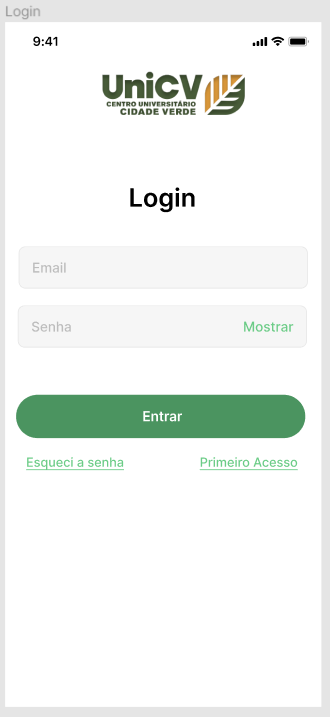 Login
9:41
UniCV
CENTRO UNIVERSITÁRIO
CIDADE VERDE
Login
Email
Senha
Mostrar
Entrar
Esqueci a senha
Primeiro Acesso